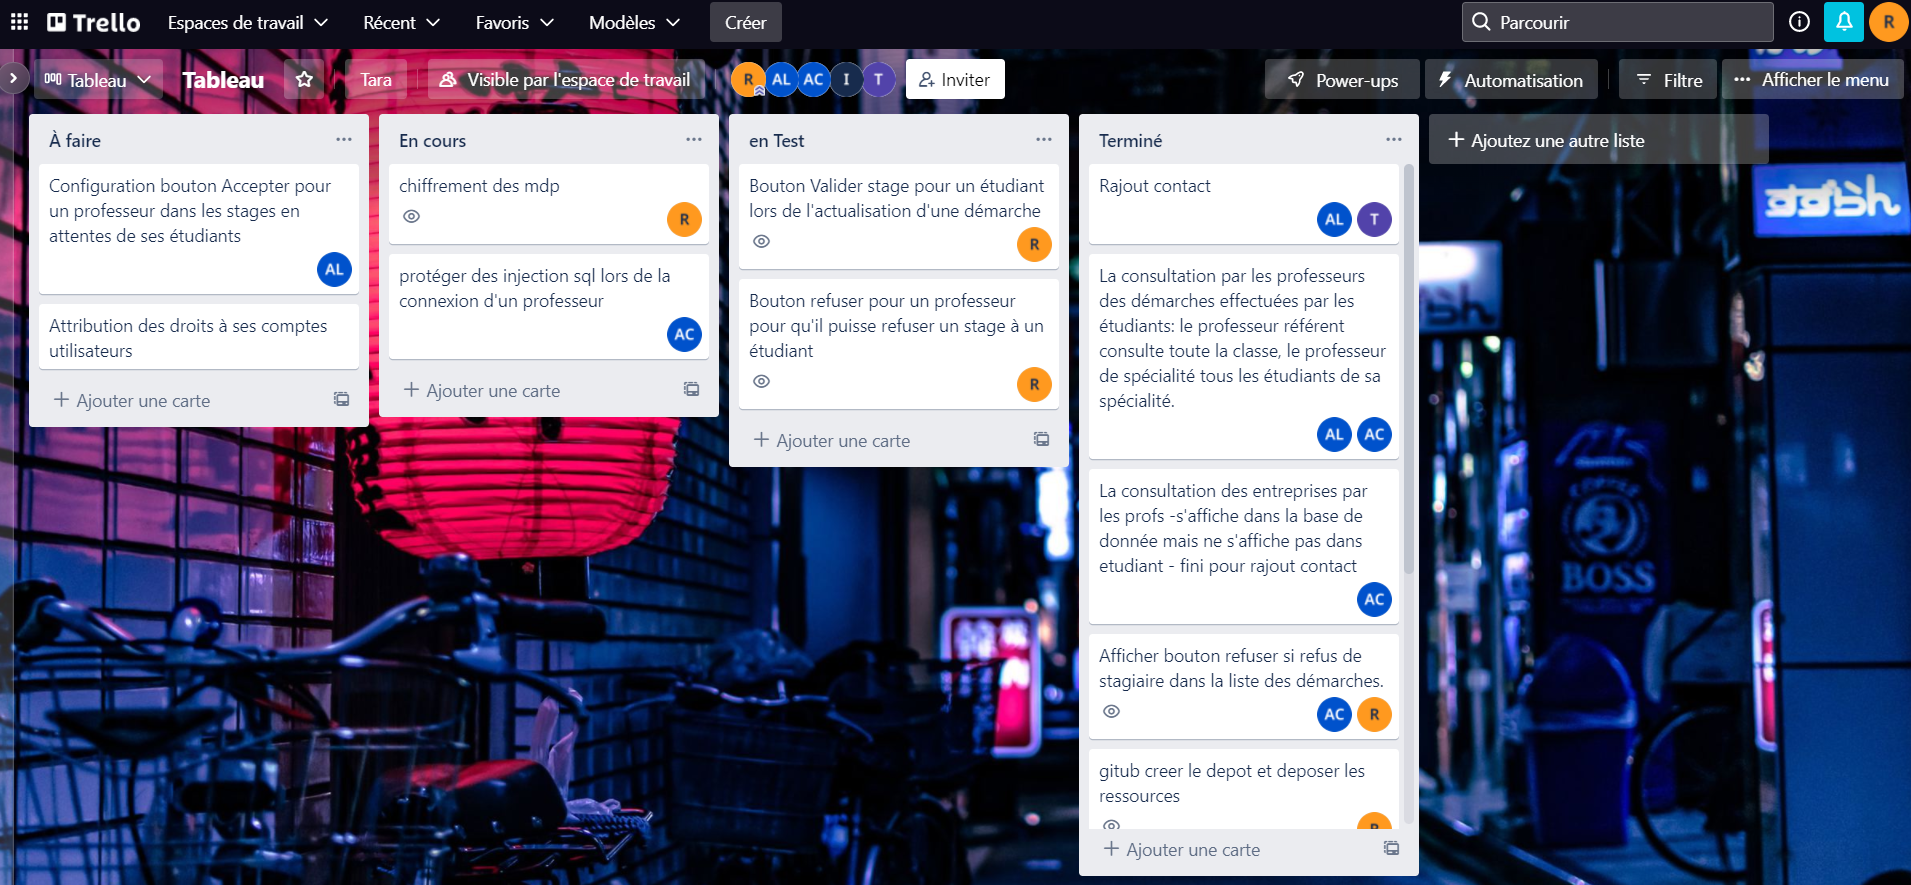 Trello
Espaces de travail
Récent
Favoris
Modèles
Créer
Parcourir
R
Tableau
Tableau
Tara
Visible par l'espace de travail
R
AL
AC
I
T
Inviter
Power-ups
Automatisation
Filtre
Afficher le menu
À faire
Configuration bouton Accepter pour
un professeur dans les stages en
attentes de ses étudiants
AL
Attribution des droits à ses comptes
utilisateurs
Ajouter une carte
En cours
chiffrement des mdp
R
protéger des injection sql lors de la
connexion d'un professeur
AC
Ajouter une carte
en Test
Bouton Valider stage pour un étudiant
lors de l'actualisation d'une démarche
R
Bouton refuser pour un professeur
pour qu'il puisse refuser un stage à un
étudiant
R
Ajouter une carte
Terminé
Rajout contact
AL
T
La consultation par les professeurs
des démarches effectuées par les
étudiants: le professeur référent
consulte toute la classe, le professeur
de spécialité tous les étudiants de sa
spécialité.
AL
AC
La consultation des entreprises par
les profs -s'affiche dans la base de
donnée mais ne s'affiche pas dans
etudiant - fini pour rajout contact
AC
Afficher bouton refuser si refus de
stagiaire dans la liste des démarches.
AC
R
gitub creer le depot et deposer les
ressources
R
Ajouter une carte
Ajoutez une autre liste
BOSS